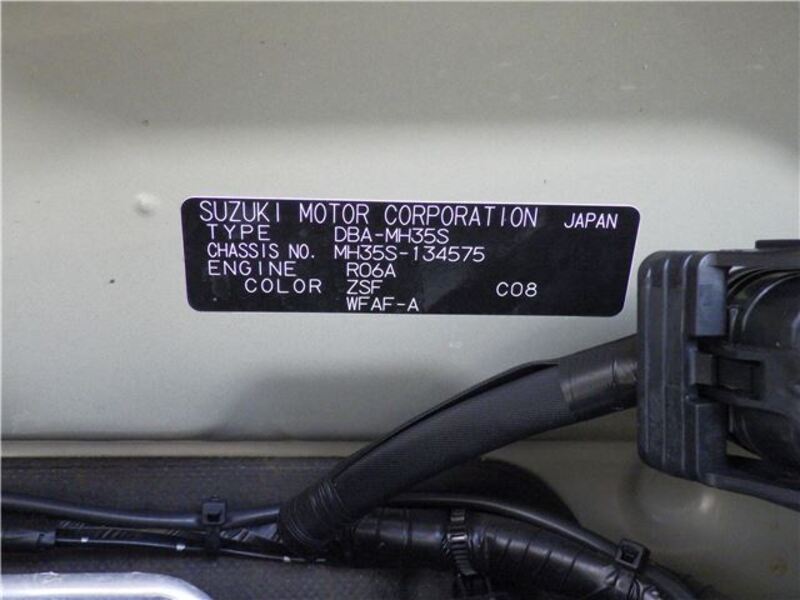 SUZUKI MOTOR CORPORATION JAPAN
TYPE DBA-MH35S
CHASSIS NO. MH35S-134575
ENGINE R06A
COLOR ZSF C08
WFAF-A